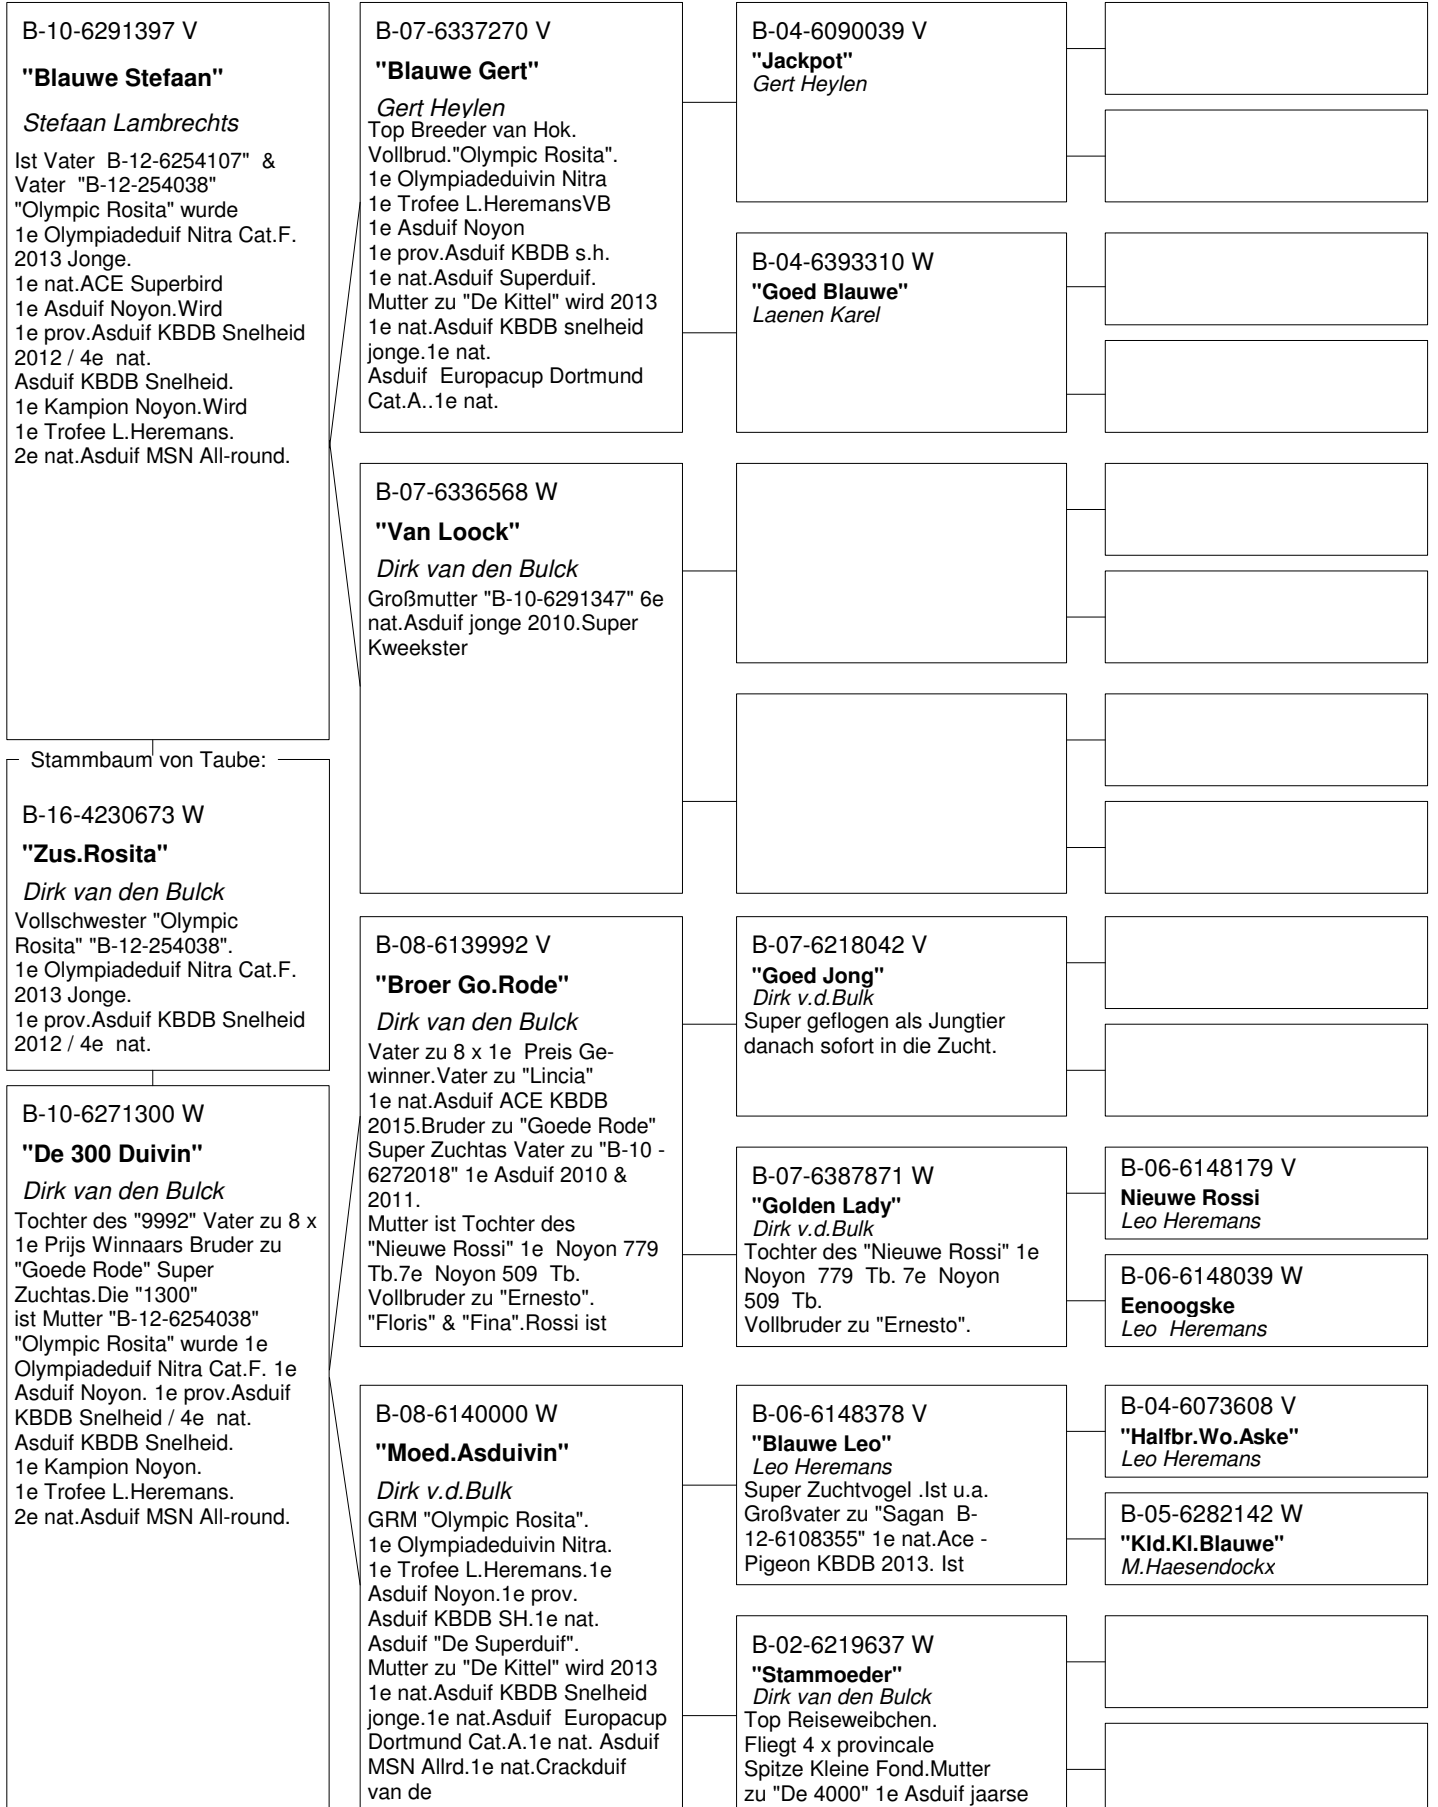 B-10-6291397 V
"Blauwe Stefaan"
Stefaan Lambrechts
Ist Vater B-12-6254107" &
Vater "B-12-254038"
"Olympic Rosita" wurde
1e Olympiadeduif Nitra Cat.F.
2013 Jonge.
1e nat.ACE Superbird
1e Asduif Noyon.Wird
1e prov.Asduif KBDB Snelheid
2012 / 4e nat.
Asduif KBDB Snelheid.
1e Kampion Noyon.Wird
1e Trofee L.Heremans.
2e nat.Asduif MSN All-round.
Stammbaum von Taube:
B-16-4230673 W
"Zus.Rosita"
Dirk van den Bulck
Vollschwester "Olympic
Rosita" "B-12-254038".
1e Olympiadeduif Nitra Cat.F.
2013 Jonge.
1e prov.Asduif KBDB Snelheid
2012 / 4e nat.
B-10-6271300 W
"De 300 Duivin"
Dirk van den Bulck
Tochter des "9992" Vater zu 8 x
1e Prijs Winnaars Bruder zu
"Goede Rode" Super
Zuchtas.Die "1300"
ist Mutter "B-12-6254038"
"Olympic Rosita" wurde 1e
Olympiadeduif Nitra Cat.F. 1e
Asduif Noyon. 1e prov.Asduif
KBDB Snelheid / 4e nat.
Asduif KBDB Snelheid.
1e Kampion Noyon.
1e Trofee L.Heremans.
2e nat.Asduif MSN All-round.
B-07-6337270 V
"Blauwe Gert"
Gert Heylen
Top Breeder van Hok.
Vollbrud."Olympic Rosita".
1e Olympiadeduivin Nitra
1e Trofee L.HeremansVB
1e Asduif Noyon
1e prov.Asduif KBDB s.h.
1e nat.Asduif Superduif.
Mutter zu "De Kittel" wird 2013
1e nat.Asduif KBDB snelheid
jonge.1e nat.
Asduif Europacup Dortmund
Cat.A..1e nat.
B-07-6336568 W
"Van Loock"
Dirk van den Bulck
Großmutter "B-10-6291347" 6e
nat.Asduif jonge 2010.Super
Kweekster
B-08-6139992 V
"Broer Go.Rode"
Dirk van den Bulck
Vater zu 8 x 1e Preis Ge-
winner.Vater zu "Lincia"
1e nat.Asduif ACE KBDB
2015.Bruder zu "Goede Rode"
Super Zuchtas Vater zu "B-10 -
6272018" 1e Asduif 2010 &
2011.
Mutter ist Tochter des
"Nieuwe Rossi" 1e Noyon 779
Tb.7e Noyon 509 Tb.
Vollbruder zu "Ernesto".
"Floris" & "Fina".Rossi ist
B-08-6140000 W
"Moed.Asduivin"
Dirk v.d.Bulk
GRM "Olympic Rosita".
1e Olympiadeduivin Nitra.
1e Trofee L.Heremans.1e
Asduif Noyon.1e prov.
Asduif KBDB SH.1e nat.
Asduif "De Superduif".
Mutter zu "De Kittel" wird 2013
1e nat.Asduif KBDB Snelheid
jonge.1e nat.Asduif Europacup
Dortmund Cat.A.1e nat. Asduif
MSN Allrd.1e nat.Crackduif
van de
B-04-6090039 V
"Jackpot"
Gert Heylen
B-04-6393310 W
"Goed Blauwe"
Laenen Karel
B-07-6218042 V
"Goed Jong"
Dirk v.d.Bulk
Super geflogen als Jungtier
danach sofort in die Zucht.
B-07-6387871 W
"Golden Lady"
Dirk v.d.Bulk
Tochter des "Nieuwe Rossi" 1e
Noyon 779 Tb. 7e Noyon
509 Tb.
Vollbruder zu "Ernesto".
B-06-6148378 V
"Blauwe Leo"
Leo Heremans
Super Zuchtvogel .Ist u.a.
Großvater zu "Sagan B-
12-6108355" 1e nat.Ace -
Pigeon KBDB 2013. Ist
B-02-6219637 W
"Stammoeder"
Dirk van den Bulck
Top Reiseweibchen.
Fliegt 4 x provincale
Spitze Kleine Fond.Mutter
zu "De 4000" 1e Asduif jaarse
B-06-6148179 V
Nieuwe Rossi
Leo Heremans
B-06-6148039 W
Eenoogske
Leo Heremans
B-04-6073608 V
"Halfbr.Wo.Aske"
Leo Heremans
B-05-6282142 W
"Kld.Kl.Blauwe"
M.Haesendockx